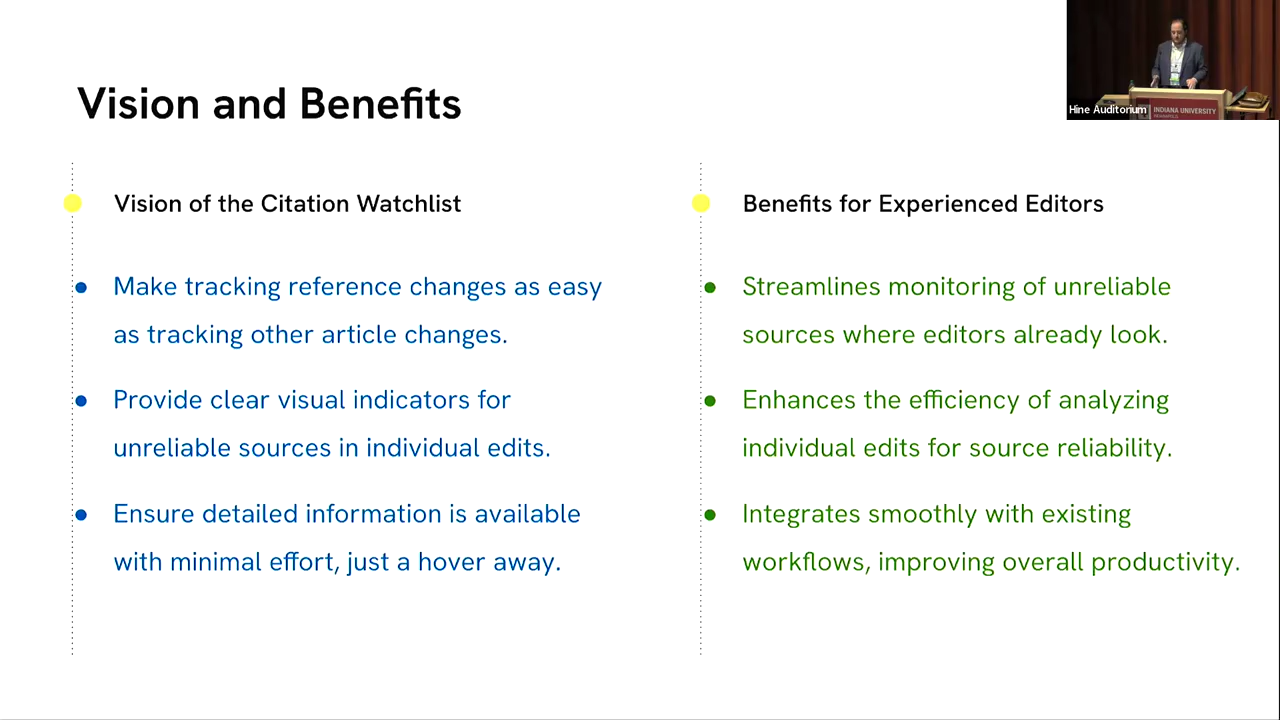 Vision and Benefits
Hine Auditorium
INDIANA UNIVERSITY
Vision of the Citation Watchlist
● Make tracking reference changes as easy
as tracking other article changes.
● Provide clear visual indicators for
unreliable sources in individual edits.
● Ensure detailed information is available
with minimal effort, just a hover away.
Benefits for Experienced Editors
● Streamlines monitoring of unreliable
sources where editors already look.
● Enhances the efficiency of analyzing
individual edits for source reliability.
● Integrates smoothly with existing
workflows, improving overall productivity.